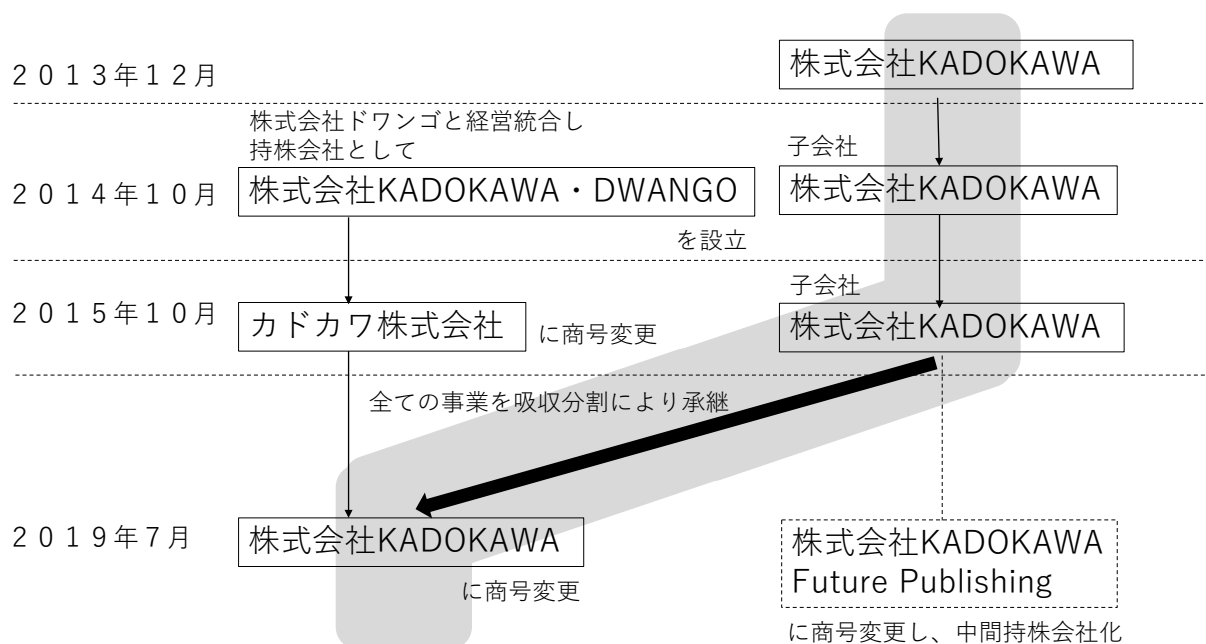 ２０１３年１２月
株式会社KADOKAWA
株式会社ドワンゴと経営統合し
持株会社として
子会社
２０１４年１０月
株式会社KADOKAWA・DWANGO
株式会社KADOKAWA
を設立
子会社
２０１５年１０月
カドカワ株式会社
に商号変更
株式会社KADOKAWA
全ての事業を吸収分割により承継
２０１９年７月
株式会社KADOKAWA
に商号変更
株式会社KADOKAWA
Future Publishing
に商号変更し、中間持株会社化